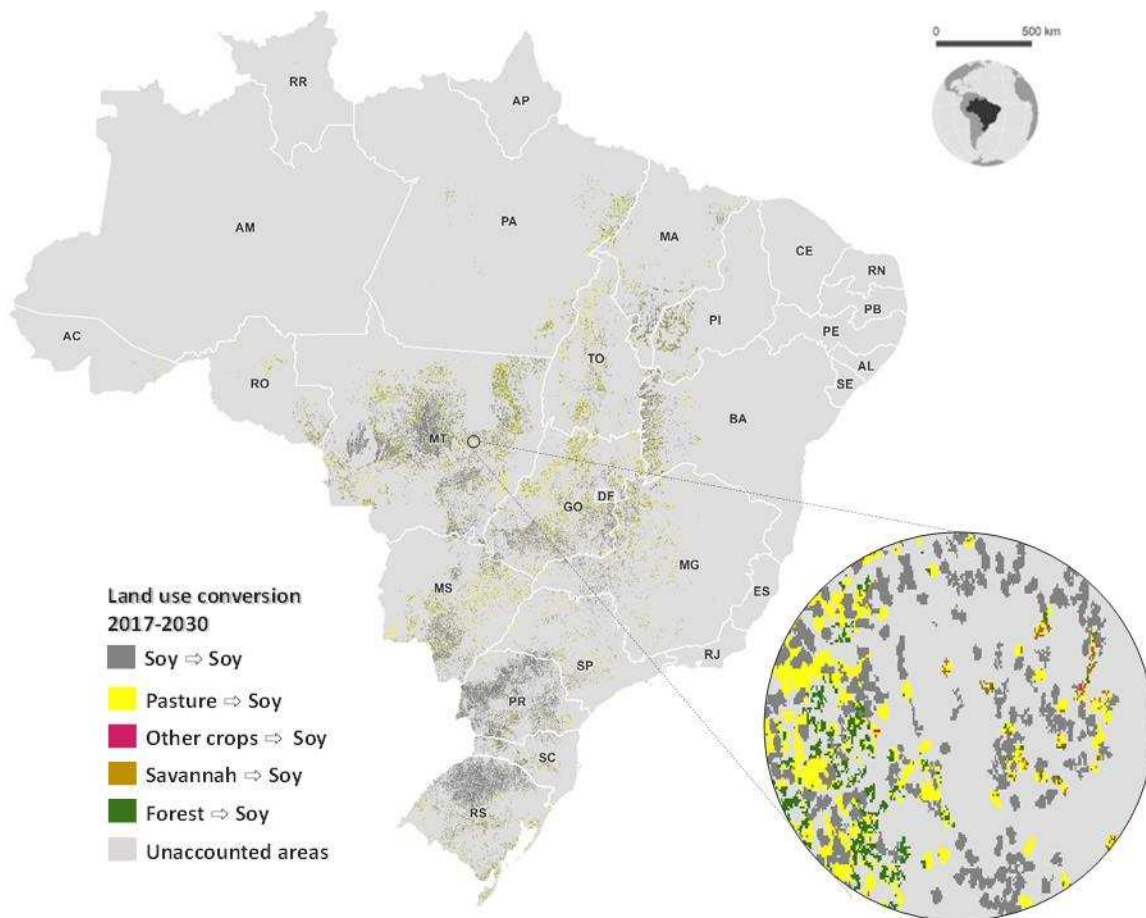 0 500 km
RR
AP
AM
PA
MA
CE
RN
PB
PE
AL
SE
PI
AC
RO
TO
BA
MT
GO
DF
MG
ES
MS
RJ
SP
PR
SC
RS
Land use conversion
2017-2030
Soy ⇨ Soy
Pasture ⇨ Soy
Other crops ⇨ Soy
Savannah ⇨ Soy
Forest ⇨ Soy
Unaccounted areas